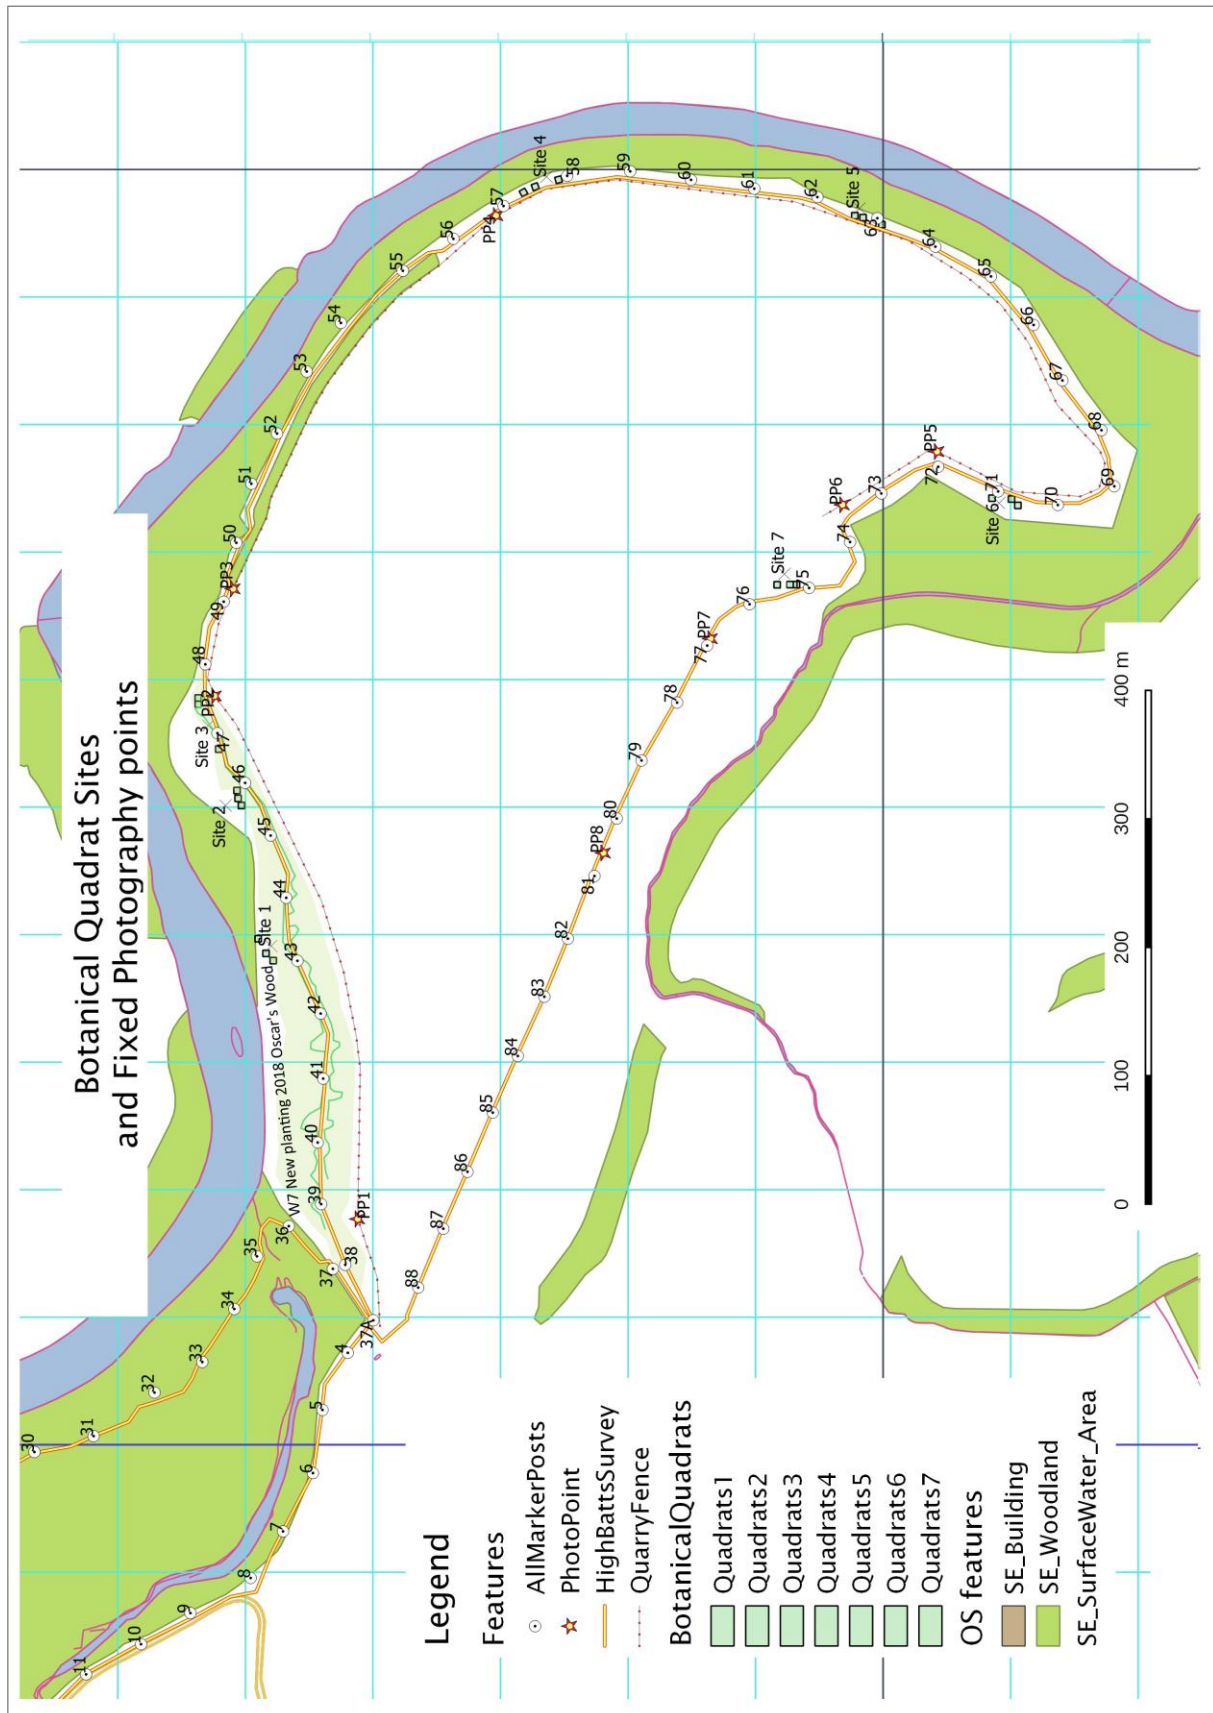 Botanical Quadrat Sites
and Fixed Photography points
30
31
32
33
34
35
36
37
37A
38
39
40
41
42
43
44
45
46
47
48
49
50
51
52
53
54
55
56
57
58
59
60
61
62
63
64
65
66
67
68
69
70
71
72
73
74
75
76
77
78
79
80
81
82
83
84
85
86
87
88
4
5
6
7
8
9
10
11
W7 New planting 2018 Oscar's Wood
Site 1
Site 2
Site 3
Site 4
Site 5
Site 6
Site 7
PP1
PP2
PP3
PP4
PP5
PP6
PP7
PP8
Legend
Features
AllMarkerPosts
PhotoPoint
HighBattsSurvey
QuarryFence
BotanicalQuadrats
Quadrats1
Quadrats2
Quadrats3
Quadrats4
Quadrats5
Quadrats6
Quadrats7
OS features
SE_Building
SE_Woodland
SE_SurfaceWater_Area
0
100
200
300
400 m